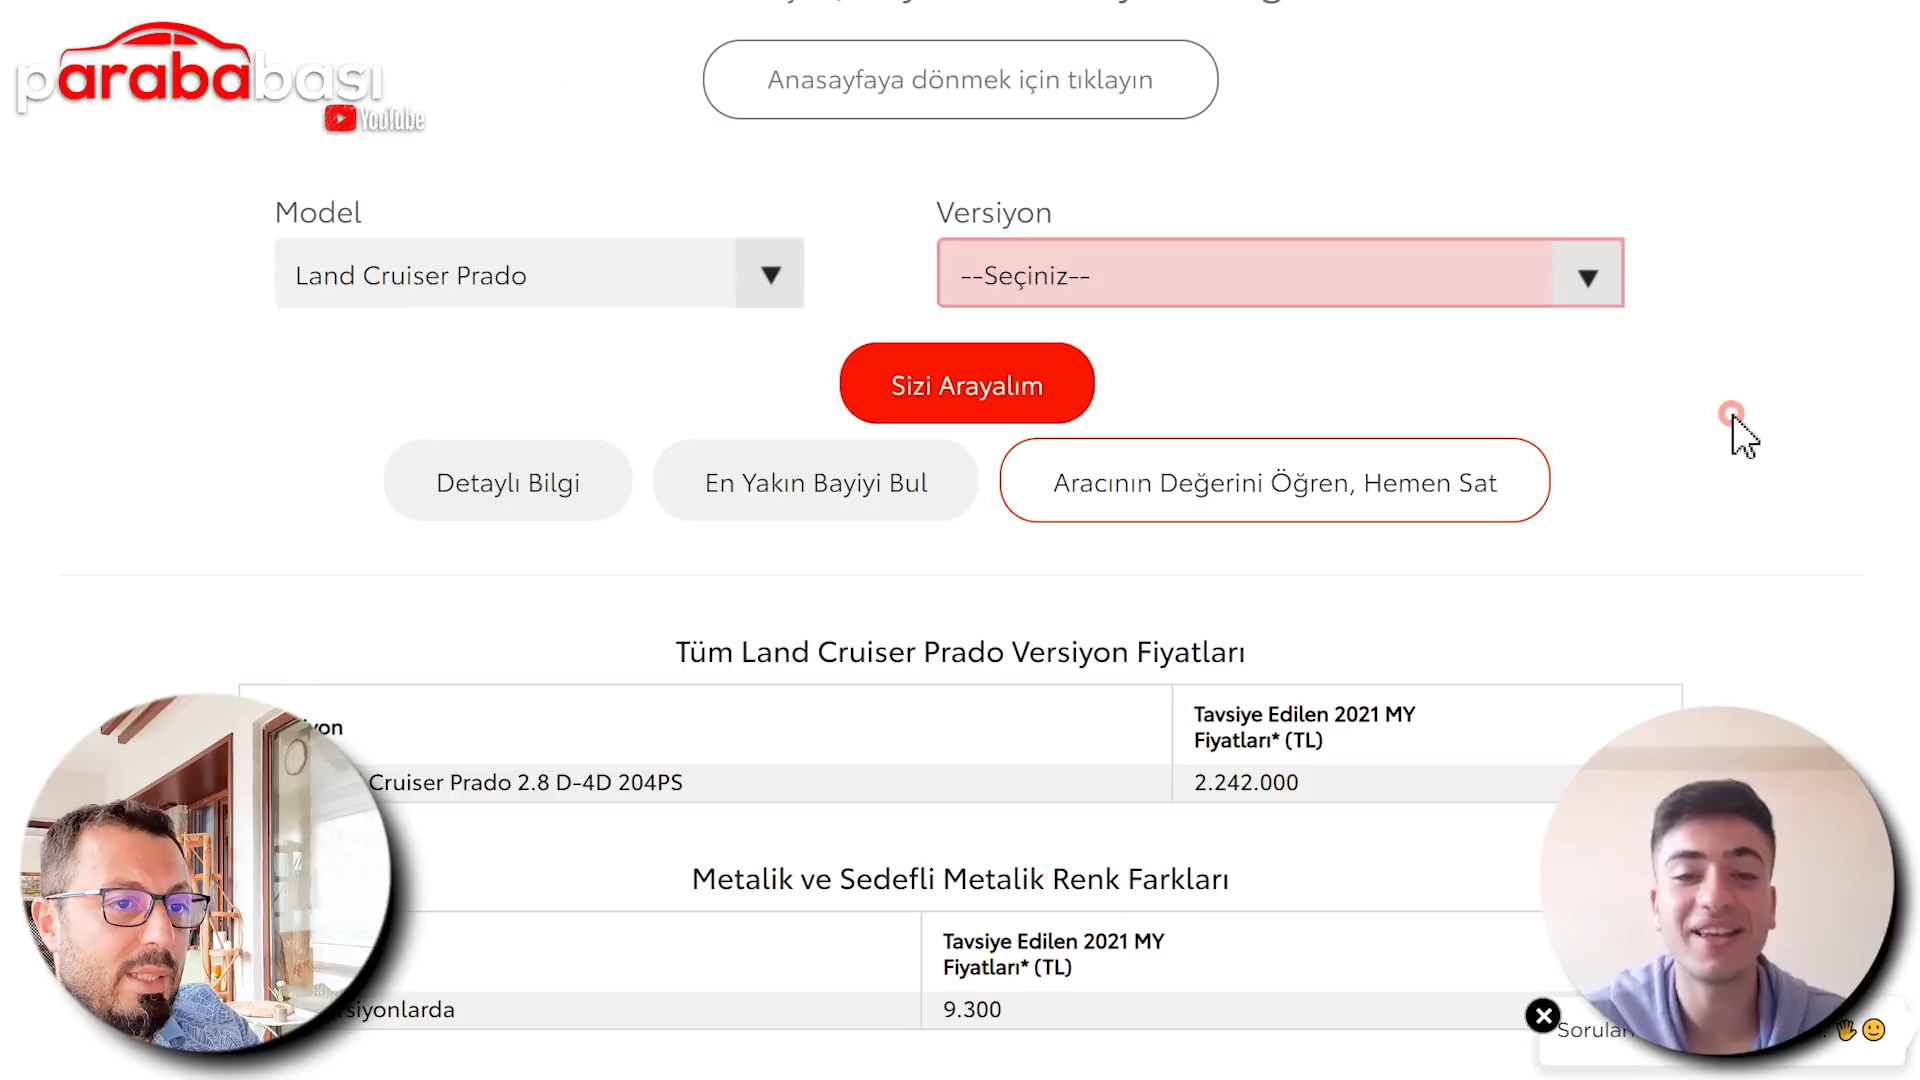 parababası
YouTube
Anasayfaya dönmek için tıklayın
Model
Versiyon
Land Cruiser Prado
--Seçiniz--
Sizi Arayalım
Detaylı Bilgi
En Yakın Bayiyi Bul
Aracının Değerini Öğren, Hemen Sat
Tüm Land Cruiser Prado Versiyon Fiyatları
Tavsiye Edilen 2021 MY
Fiyatları* (TL)
Cruiser Prado 2.8 D-4D 204PS
2.242.000
Metalik ve Sedefli Metalik Renk Farkları
Tavsiye Edilen 2021 MY
Fiyatları* (TL)
9.300